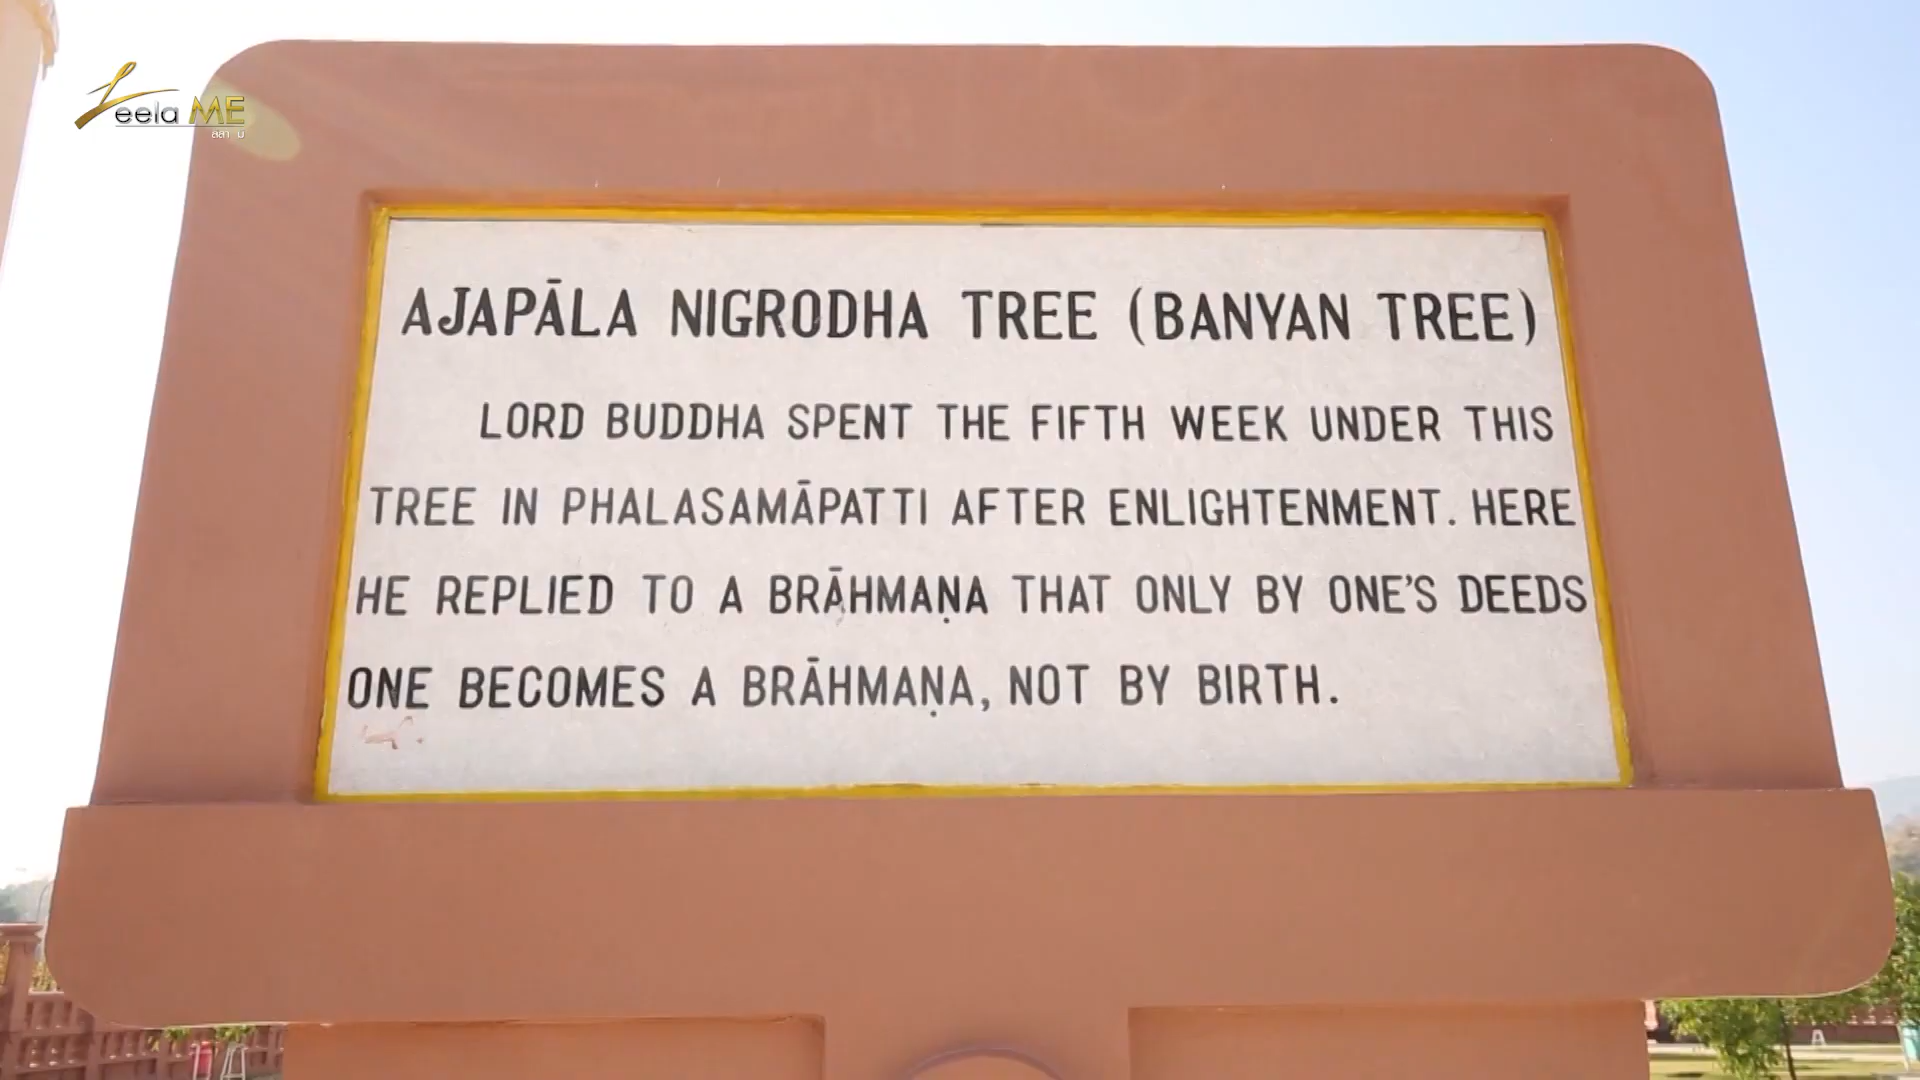 Leela ME
AJAPĀLA NIGRODHA TREE (BANYAN TREE)
LORD BUDDHA SPENT THE FIFTH WEEK UNDER THIS
TREE IN PHALASAMĀPATTI AFTER ENLIGHTENMENT. HERE
HE REPLIED TO A BRĀHMAṆA THAT ONLY BY ONE'S DEEDS
ONE BECOMES A BRĀHMAṆA, NOT BY BIRTH.